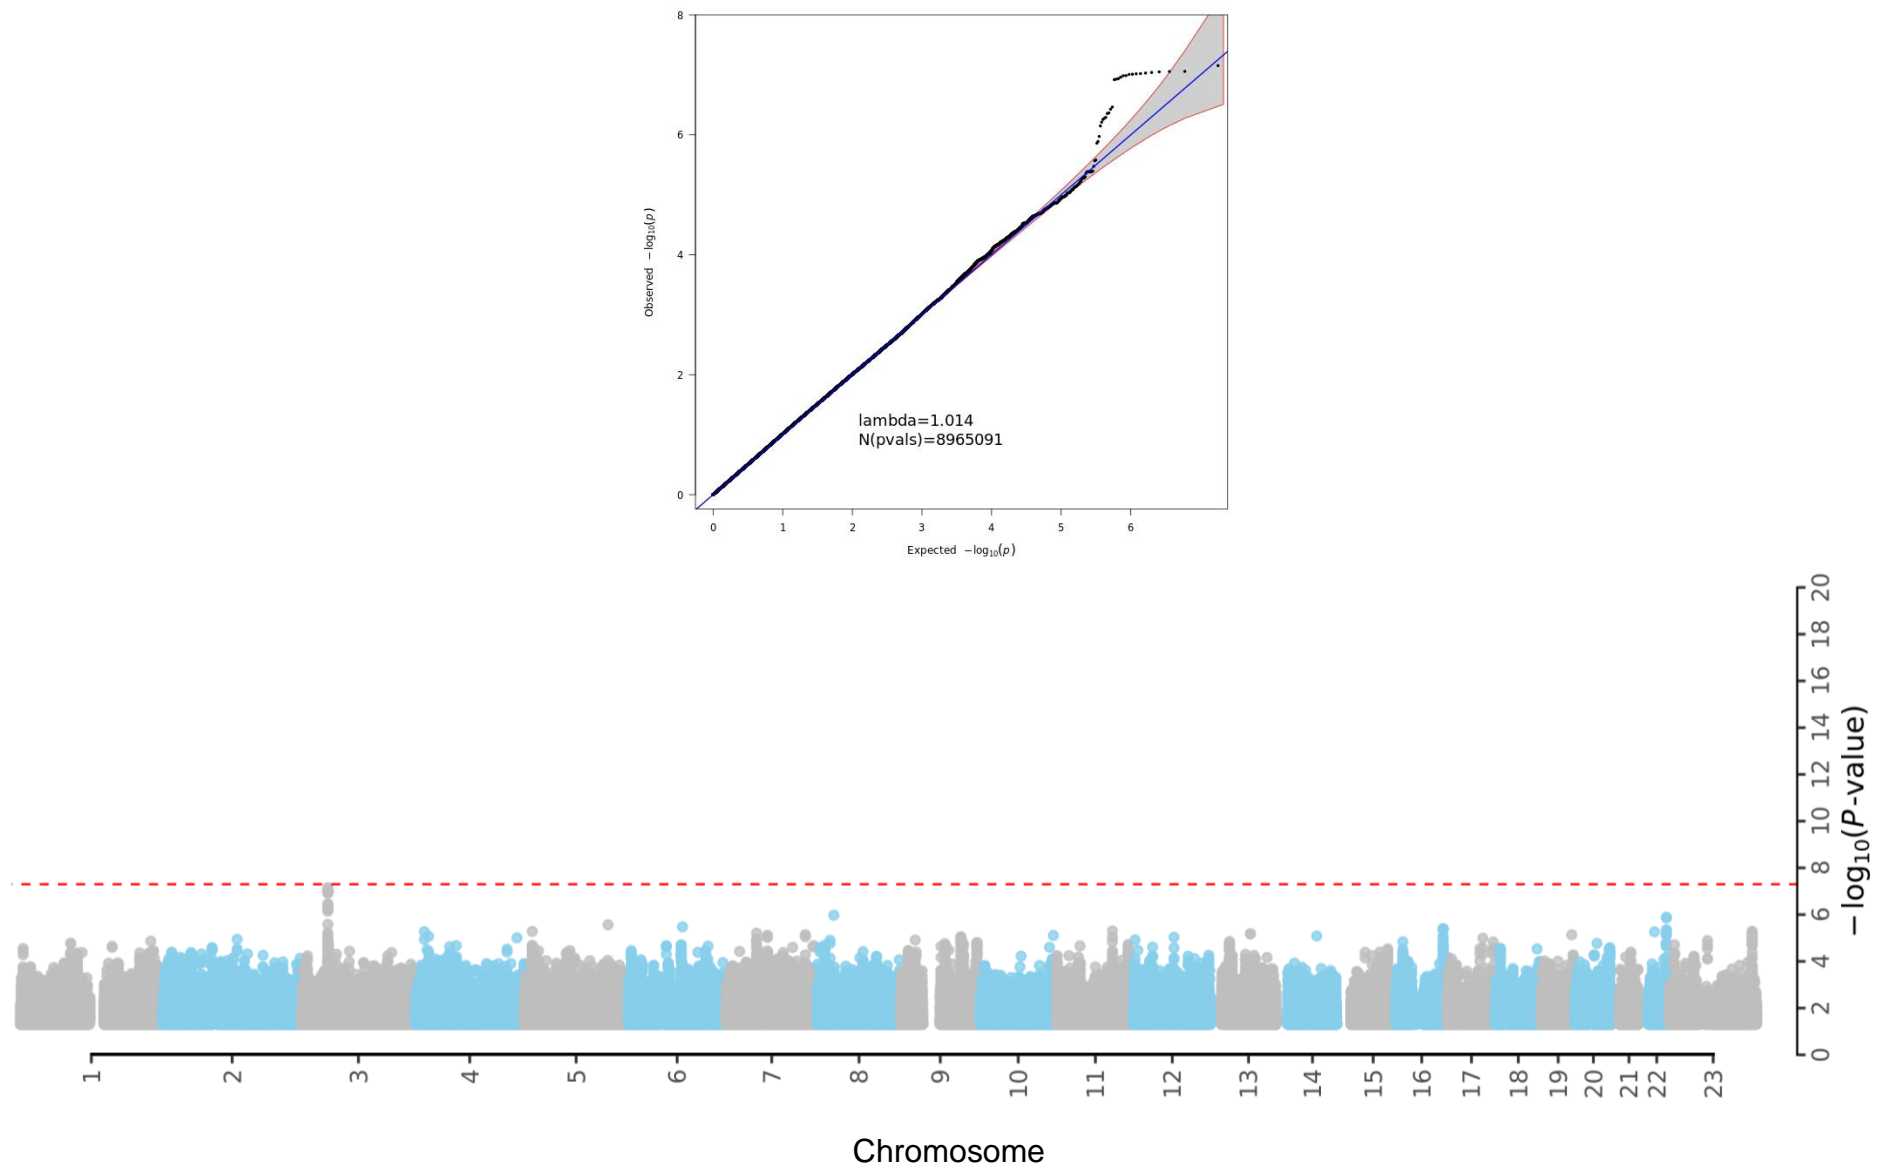 8
6
4
2
0
Observed −log10(p)
lambda=1.014
N(pvals)=8965091
0 1 2 3 4 5 6
Expected −log10(p)
20
18
16
14
12
10
8
6
4
2
0
−log10(P-value)
1 2 3 4 5 6 7 8 9 10 11 12 13 14 15 16 17 18 19 20 21 22 23
Chromosome